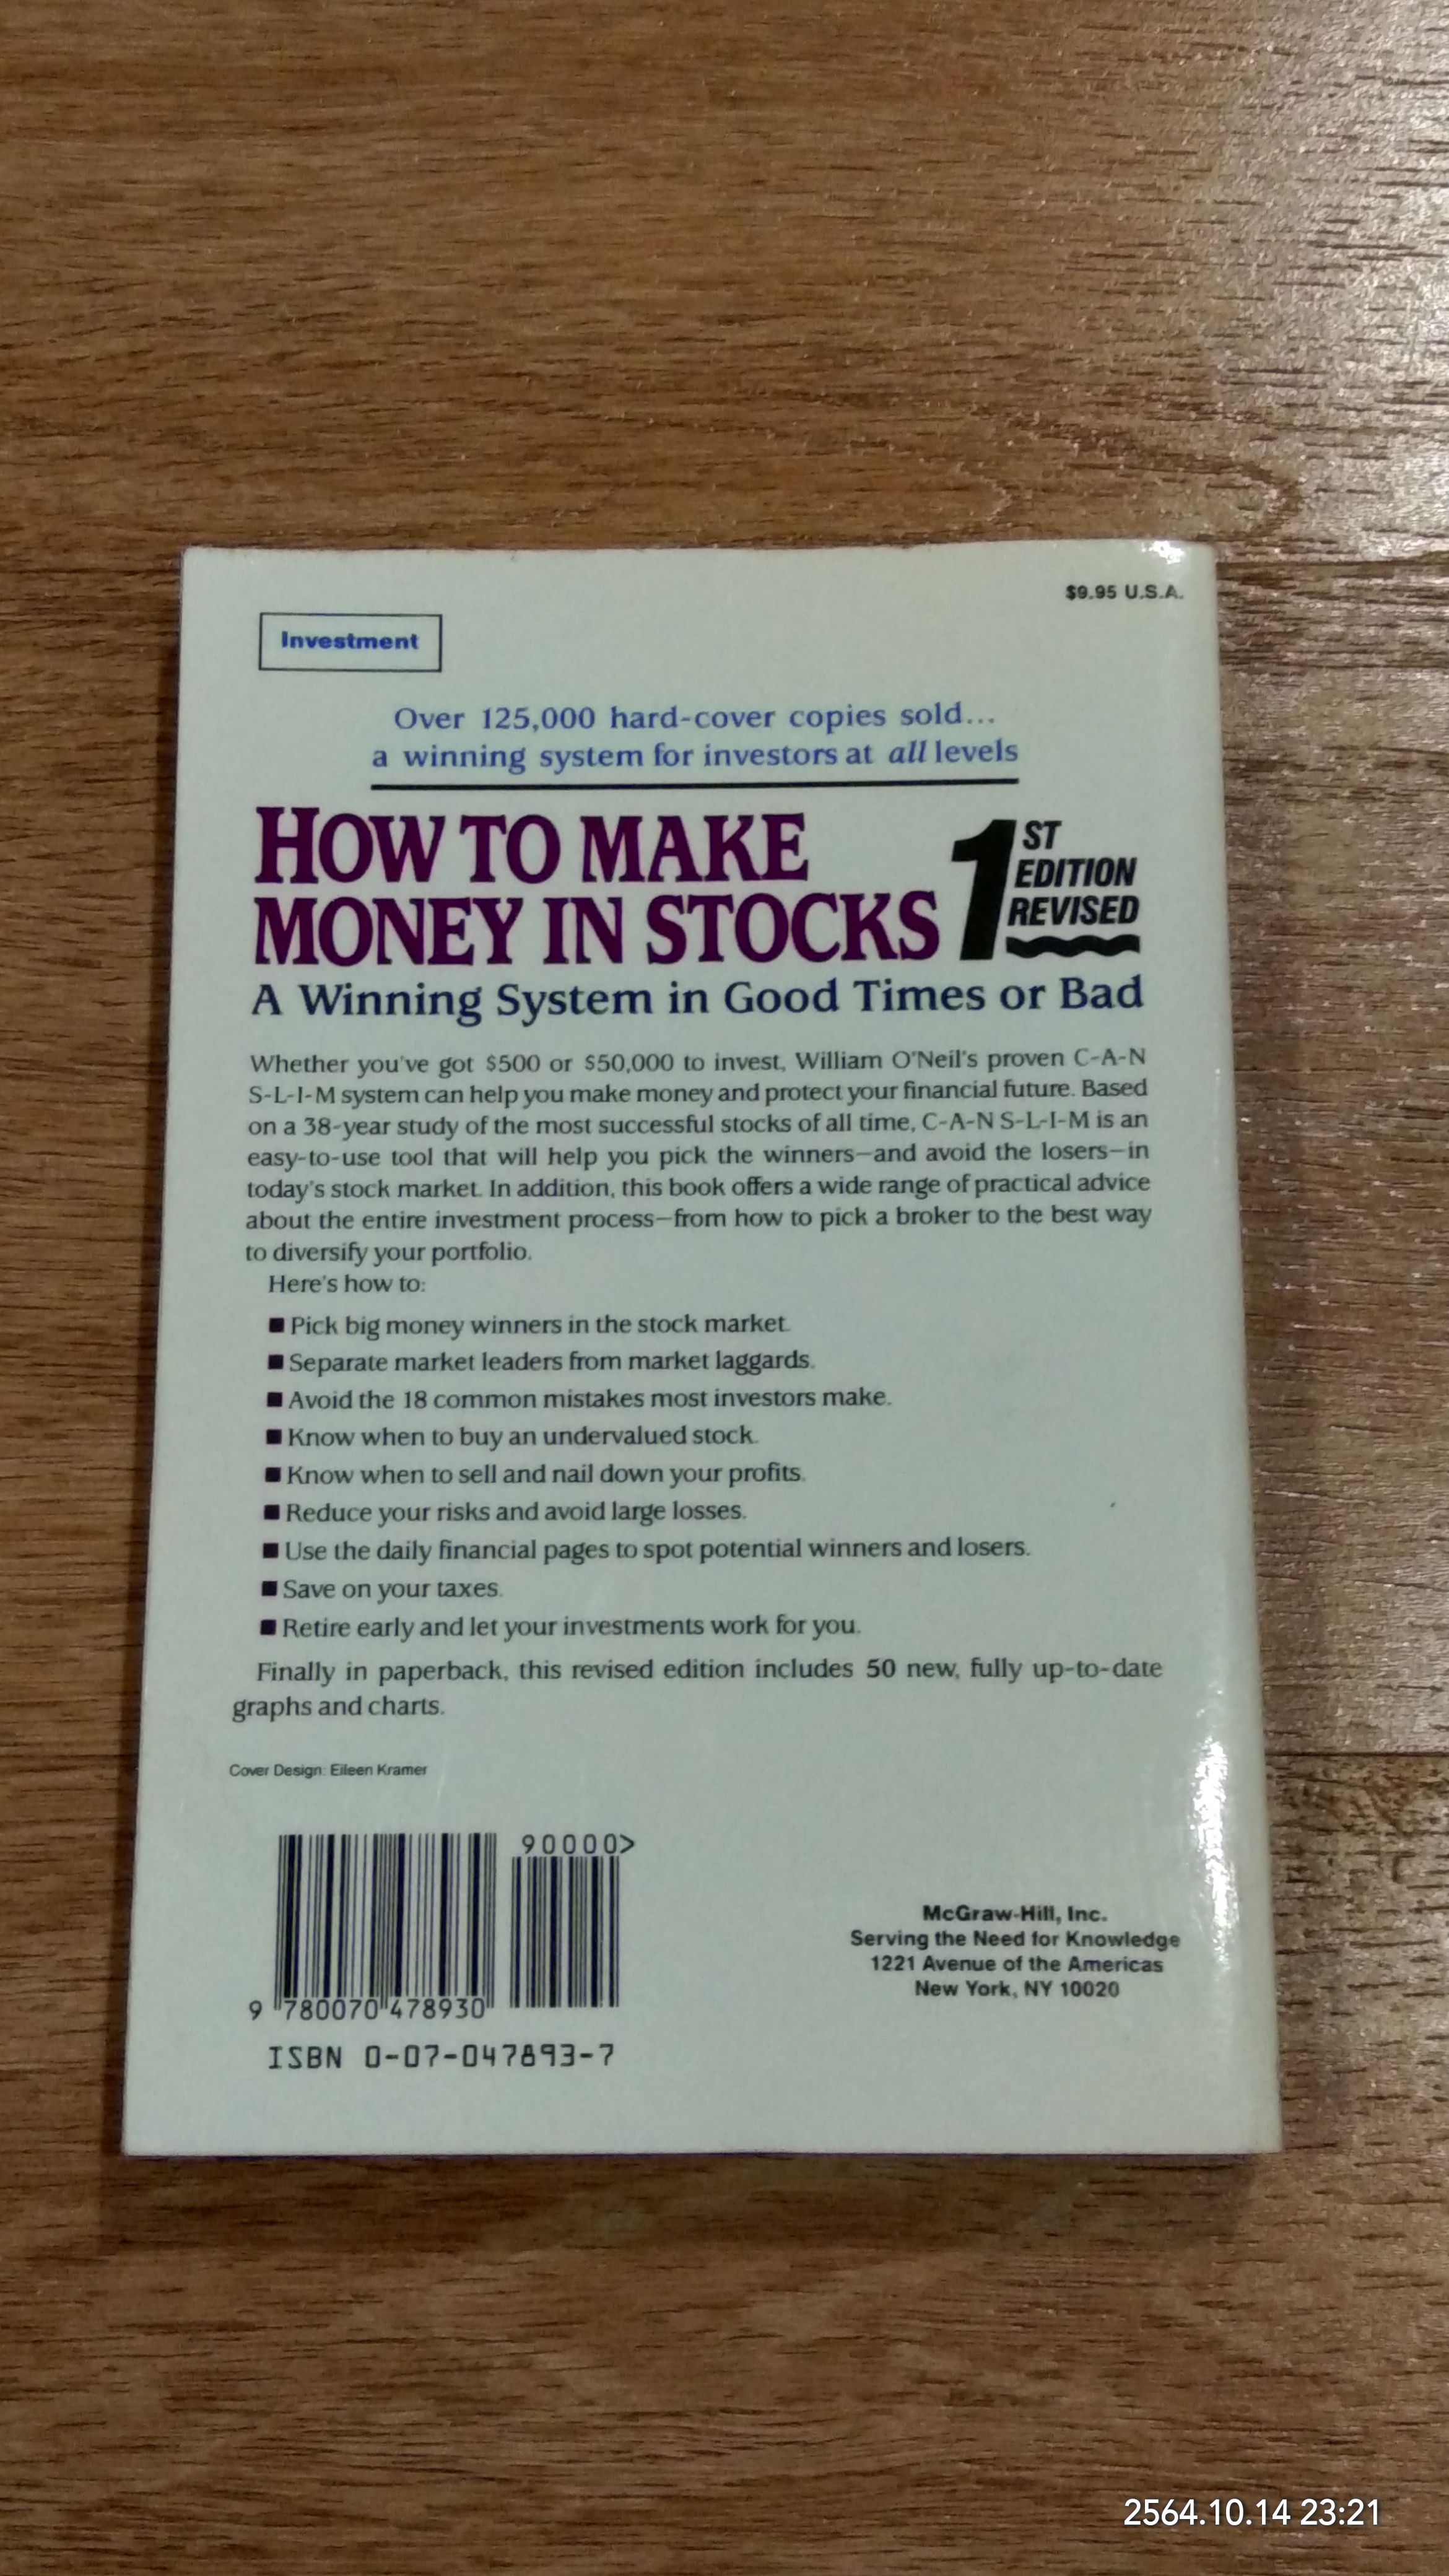 $9.95 U.S.A.
Investment
Over 125,000 hard-cover copies sold...
a winning system for investors at all levels
HOW TO MAKE
MONEY IN STOCKS
1ST
EDITION
REVISED
A Winning System in Good Times or Bad
Whether you've got $500 or $50,000 to invest, William O'Neil's proven C-A-N
S-L-I-M system can help you make money and protect your financial future. Based
on a 38-year study of the most successful stocks of all time, C-A-N S-L-I-M is an
easy-to-use tool that will help you pick the winners—and avoid the losers—in
today's stock market. In addition, this book offers a wide range of practical advice
about the entire investment process—from how to pick a broker to the best way
to diversify your portfolio.
Here's how to:
■ Pick big money winners in the stock market.
■ Separate market leaders from market laggards.
■ Avoid the 18 common mistakes most investors make.
■ Know when to buy an undervalued stock.
■ Know when to sell and nail down your profits.
■ Reduce your risks and avoid large losses.
■ Use the daily financial pages to spot potential winners and losers.
■ Save on your taxes.
■ Retire early and let your investments work for you.
Finally in paperback, this revised edition includes 50 new, fully up-to-date
graphs and charts.
Cover Design: Eileen Kramer
90000>
9 780070 478930
ISBN 0-07-047893-7
McGraw-Hill, Inc.
Serving the Need for Knowledge
1221 Avenue of the Americas
New York, NY 10020
2564.10.14 23:21